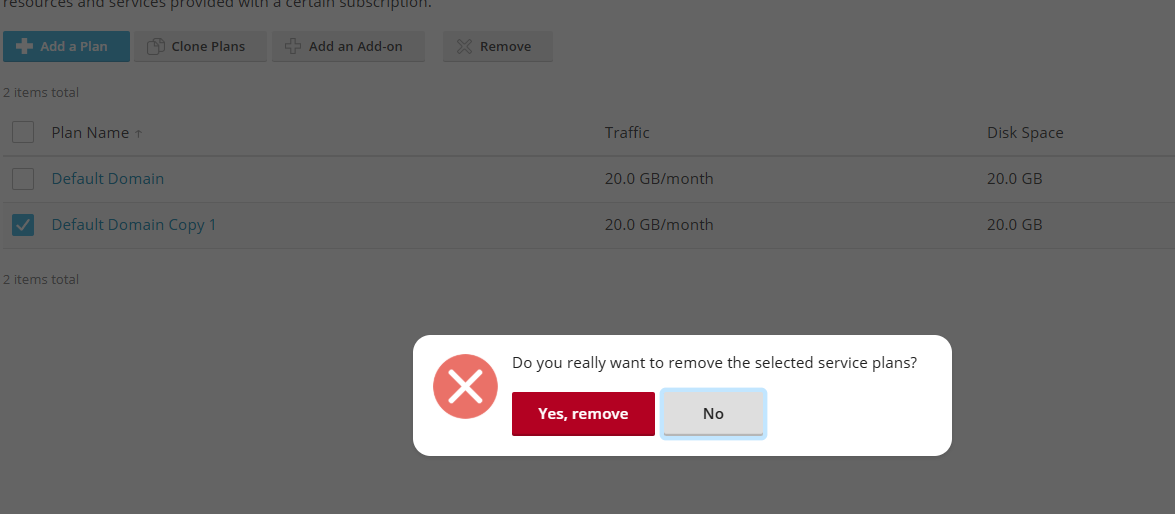 resources and services provided with a certain subscription.
Add a Plan Clone Plans Add an Add-on Remove
2 items total
Plan Name ↑ Traffic Disk Space
Default Domain 20.0 GB/month 20.0 GB
Default Domain Copy 1 20.0 GB/month 20.0 GB
2 items total
Do you really want to remove the selected service plans?
Yes, remove No